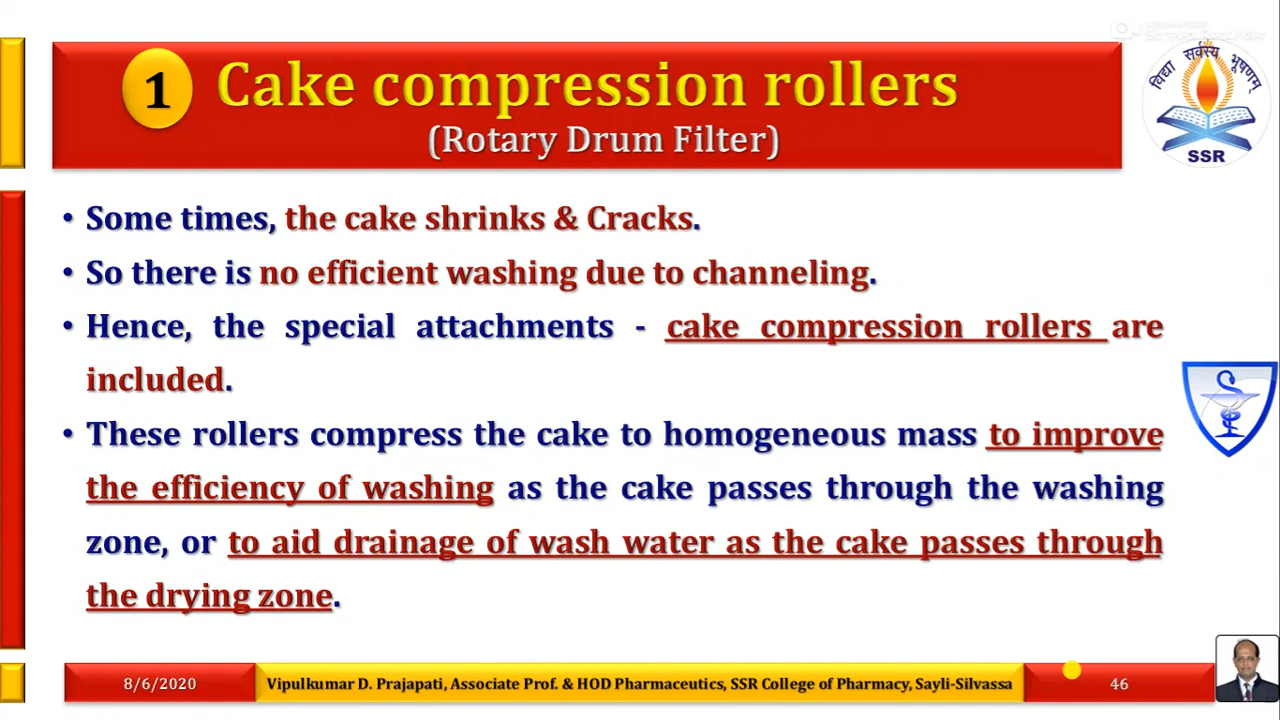 1
Cake compression rollers
(Rotary Drum Filter)
विद्या सर्वस्य भूषणम्
SSR
• Some times, the cake shrinks & Cracks.
• So there is no efficient washing due to channeling.
• Hence, the special attachments - cake compression rollers are
included.
• These rollers compress the cake to homogeneous mass to improve
the efficiency of washing as the cake passes through the washing
zone, or to aid drainage of wash water as the cake passes through
the drying zone.
8/6/2020
Vipulkumar D. Prajapati, Associate Prof. & HOD Pharmaceutics, SSR College of Pharmacy, Sayli-Silvassa
46